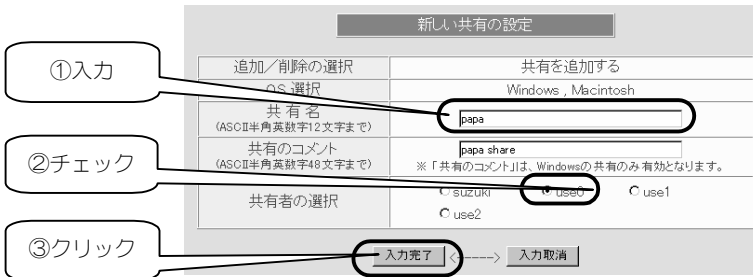 新しい共有の設定
①入力
追加／削除の選択 共有を追加する
OS 選択 Windows , Macintosh
共 有 名
(ASCII半角英数字12文字まで)
papa
②チェック
共有のコメント
(ASCII半角英数字48文字まで)
papa share
※「共有のコメント」は、Windowsの共有のみ有効となります。
共有者の選択
suzuki use0 use1
use2
③クリック
入力完了 <-----> 入力取消